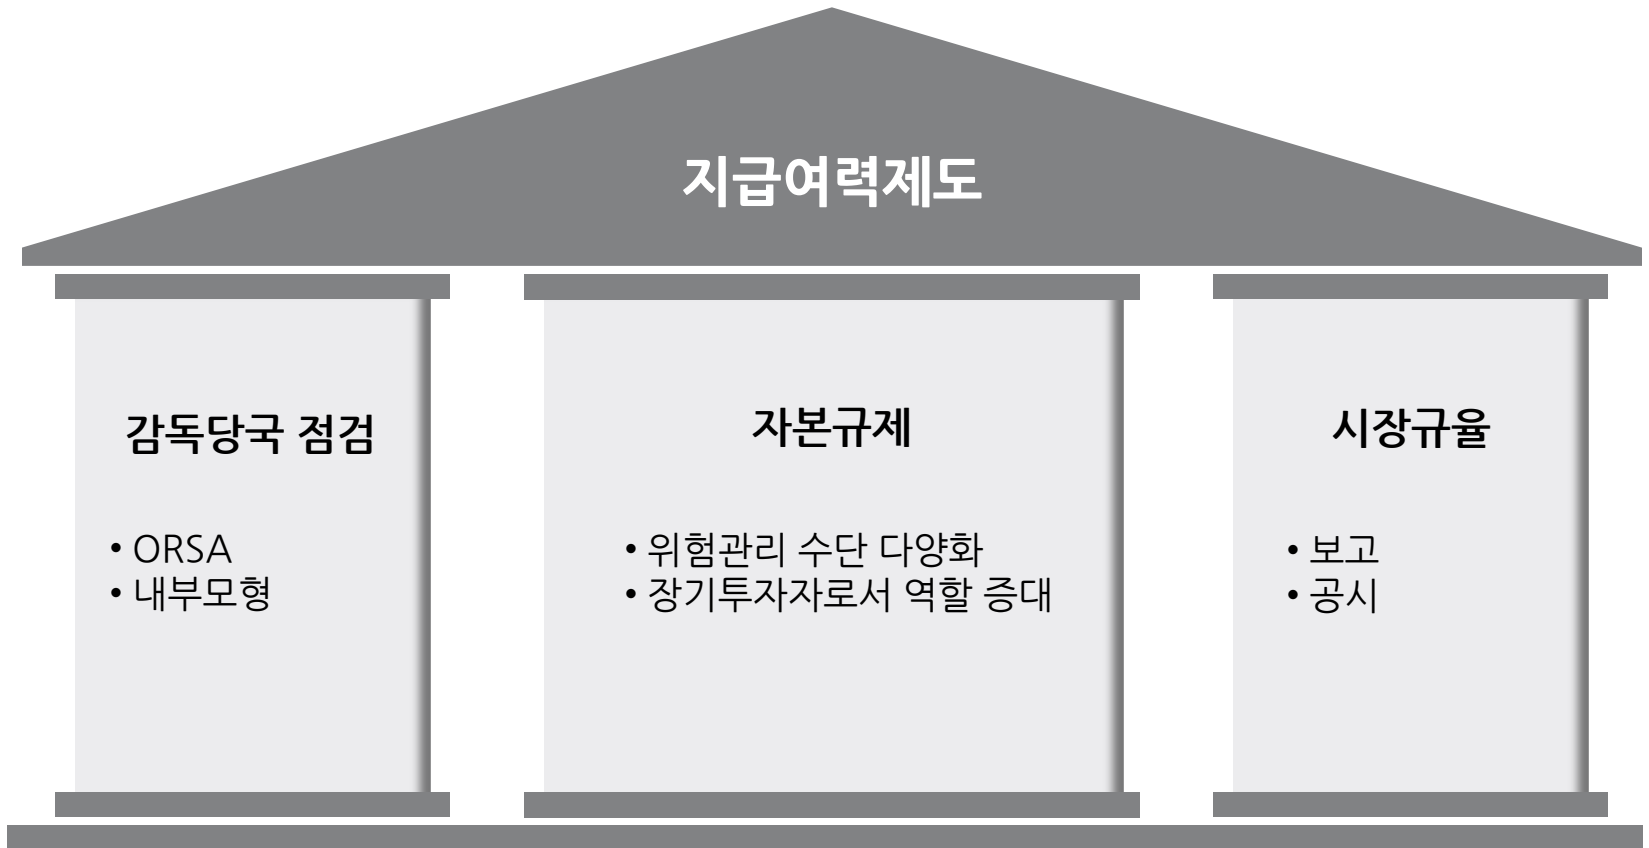 지급여력제도
감독당국 점검
• ORSA
• 내부모형
자본규제
• 위험관리 수단 다양화
• 장기투자자로서 역할 증대
시장규율
• 보고
• 공시